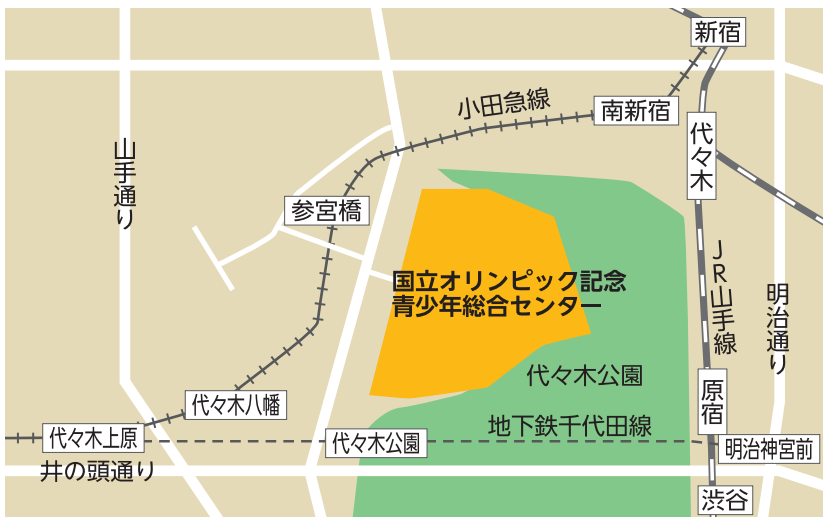 新宿
小田急線
南新宿
代々木
山手通り
参宮橋
国立オリンピック記念
青少年総合センター
JR山手線
明治通り
代々木公園
原宿
代々木八幡
地下鉄千代田線
代々木上原
代々木公園
明治神宮前
井の頭通り
渋谷